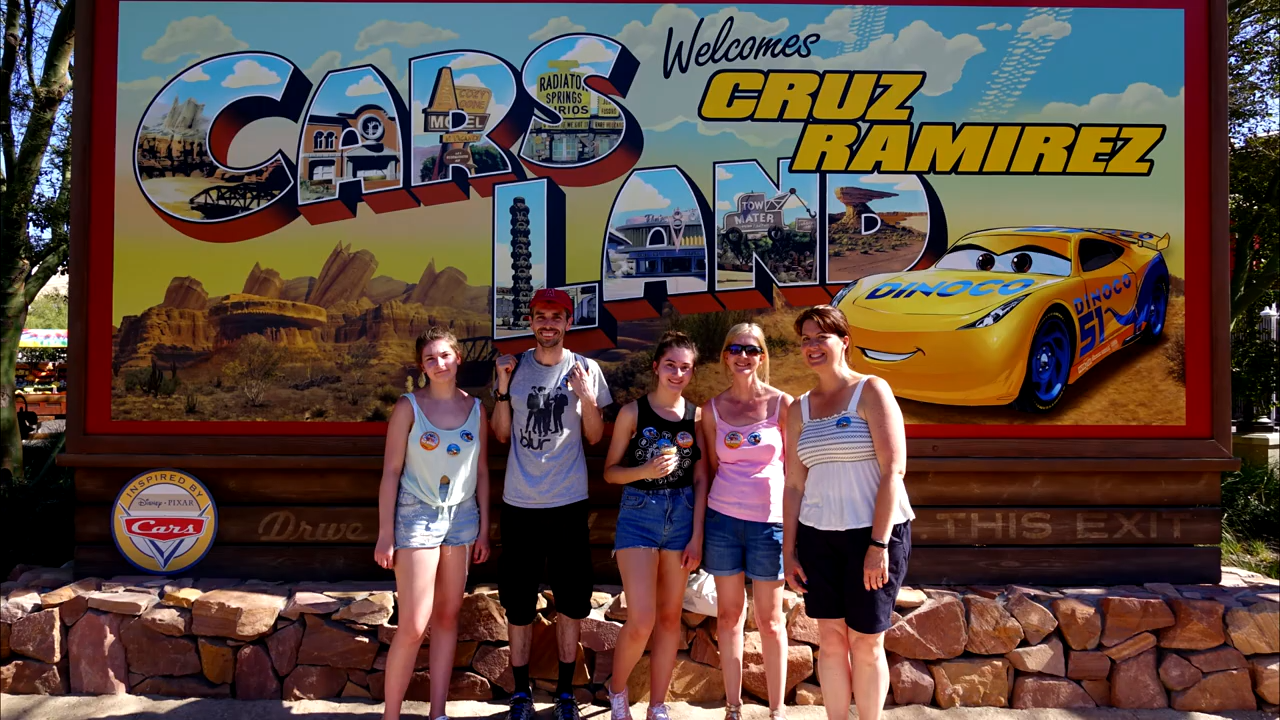 Welcomes
CARS
CRUZ
RAMIREZ
LAND
RADIATOR
SPRINGS
MOTEL
TOW
MATER
DINOCO
DINOCO
51
blur
INSPIRED BY
Disney·PIXAR
Cars
Drive
THIS EXIT